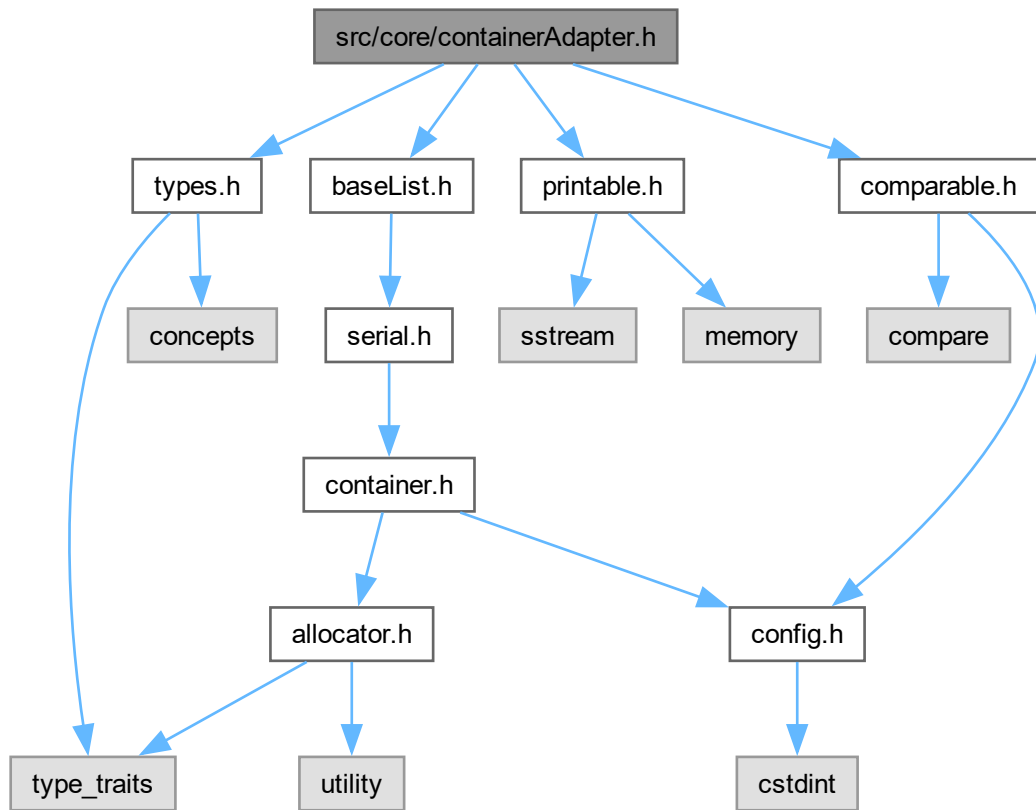 src/core/containerAdapter.h
types.h
baseList.h
printable.h
comparable.h
concepts
serial.h
sstream
memory
compare
container.h
allocator.h
config.h
type_traits
utility
cstdint